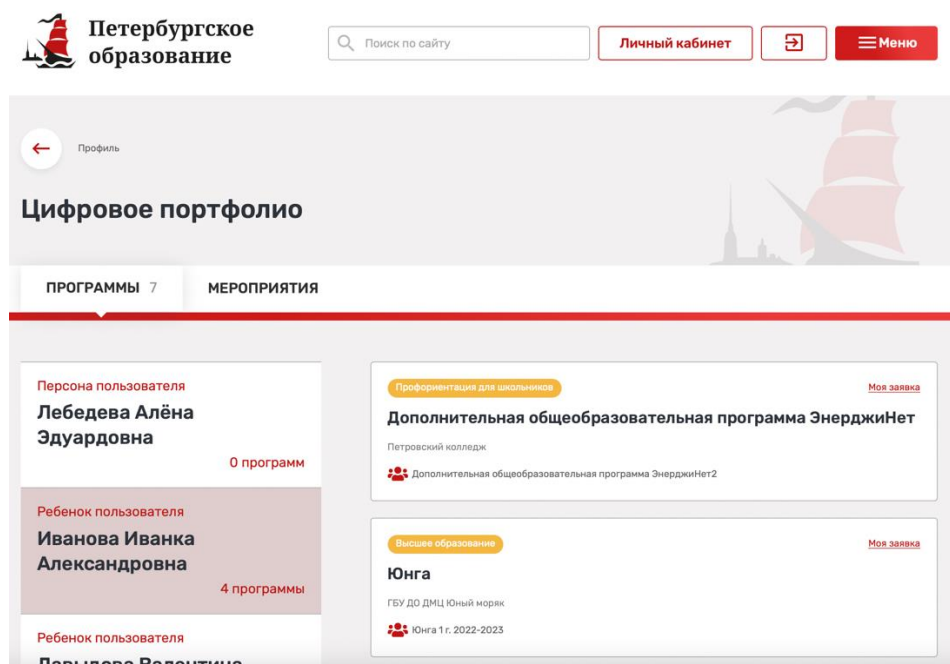 Петербургское
образование
Поиск по сайту
Личный кабинет
Меню
Профиль
Цифровое портфолио
ПРОГРАММЫ 7
МЕРОПРИЯТИЯ
Персона пользователя
Лебедева Алёна
Эдуардовна
0 программ
Ребенок пользователя
Иванова Иванка
Александровна
4 программы
Ребенок пользователя
Давыдова Валентина
Профориентация для школьников
Моя заявка
Дополнительная общеобразовательная программа ЭнерджиНет
Петровский колледж
Дополнительная общеобразовательная программа ЭнерджиНет2
Высшее образование
Моя заявка
Юнга
ГБУ ДО ДМЦ Юный моряк
Юнга 1 г. 2022-2023